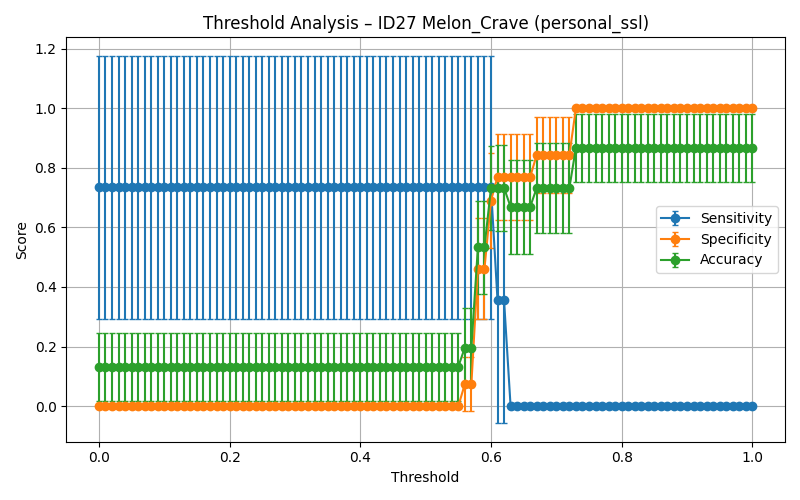 Threshold Analysis – ID27 Melon_Crave (personal_ssl)
1.2
1.0
0.8
0.6
0.4
0.2
0.0
Score
Sensitivity
Specificity
Accuracy
0.0 0.2 0.4 0.6 0.8 1.0
Threshold